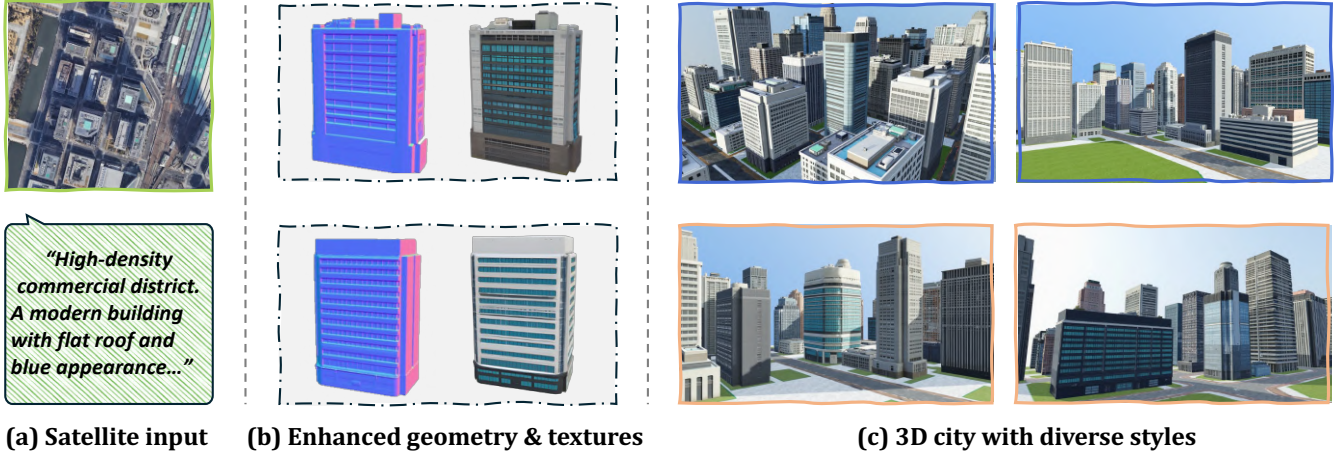 “High-density
commercial district.
A modern building
with flat roof and
blue appearance...”
(a) Satellite input
(b) Enhanced geometry & textures
(c) 3D city with diverse styles